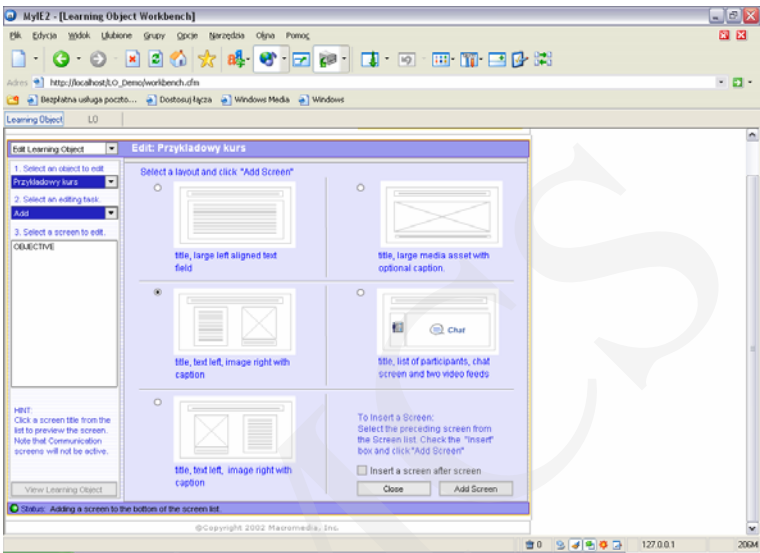 MyIE2 - [Learning Object Workbench]
Plik Edycja Widok Ulubione Grupy Opcje Narzędzia Okna Pomoc
Adres http://localhost/LO_Demo/workbench.cfm
Bezpłatna usługa poczto... Dostosuj łącza Windows Media Windows
Learning Object LO
Edit Learning Object
Edit: Przykladowy kurs
1. Select an object to edit.
Przykladowy kurs
2. Select an editing task.
Add
3. Select a screen to edit.
OBJECTIVE
HINT:
Click a screen title from the
list to preview the screen.
Note that Communication
screens will not be active.
View Learning Object
Select a layout and click "Add Screen"
title, large left aligned text
field
title, large media asset with
optional caption.
title, text left, image right with
caption
Chat
title, list of participants, chat
screen and two video feeds
title, text left, image right with
caption
To Insert a Screen:
Select the preceding screen from
the Screen list. Check the "Insert"
box and click "Add Screen"
Insert a screen after screen
Close Add Screen
Status: Adding a screen to the bottom of the screen list.
©Copyright 2002 Macromedia, Inc.
0 127.0.0.1 206M
MCS